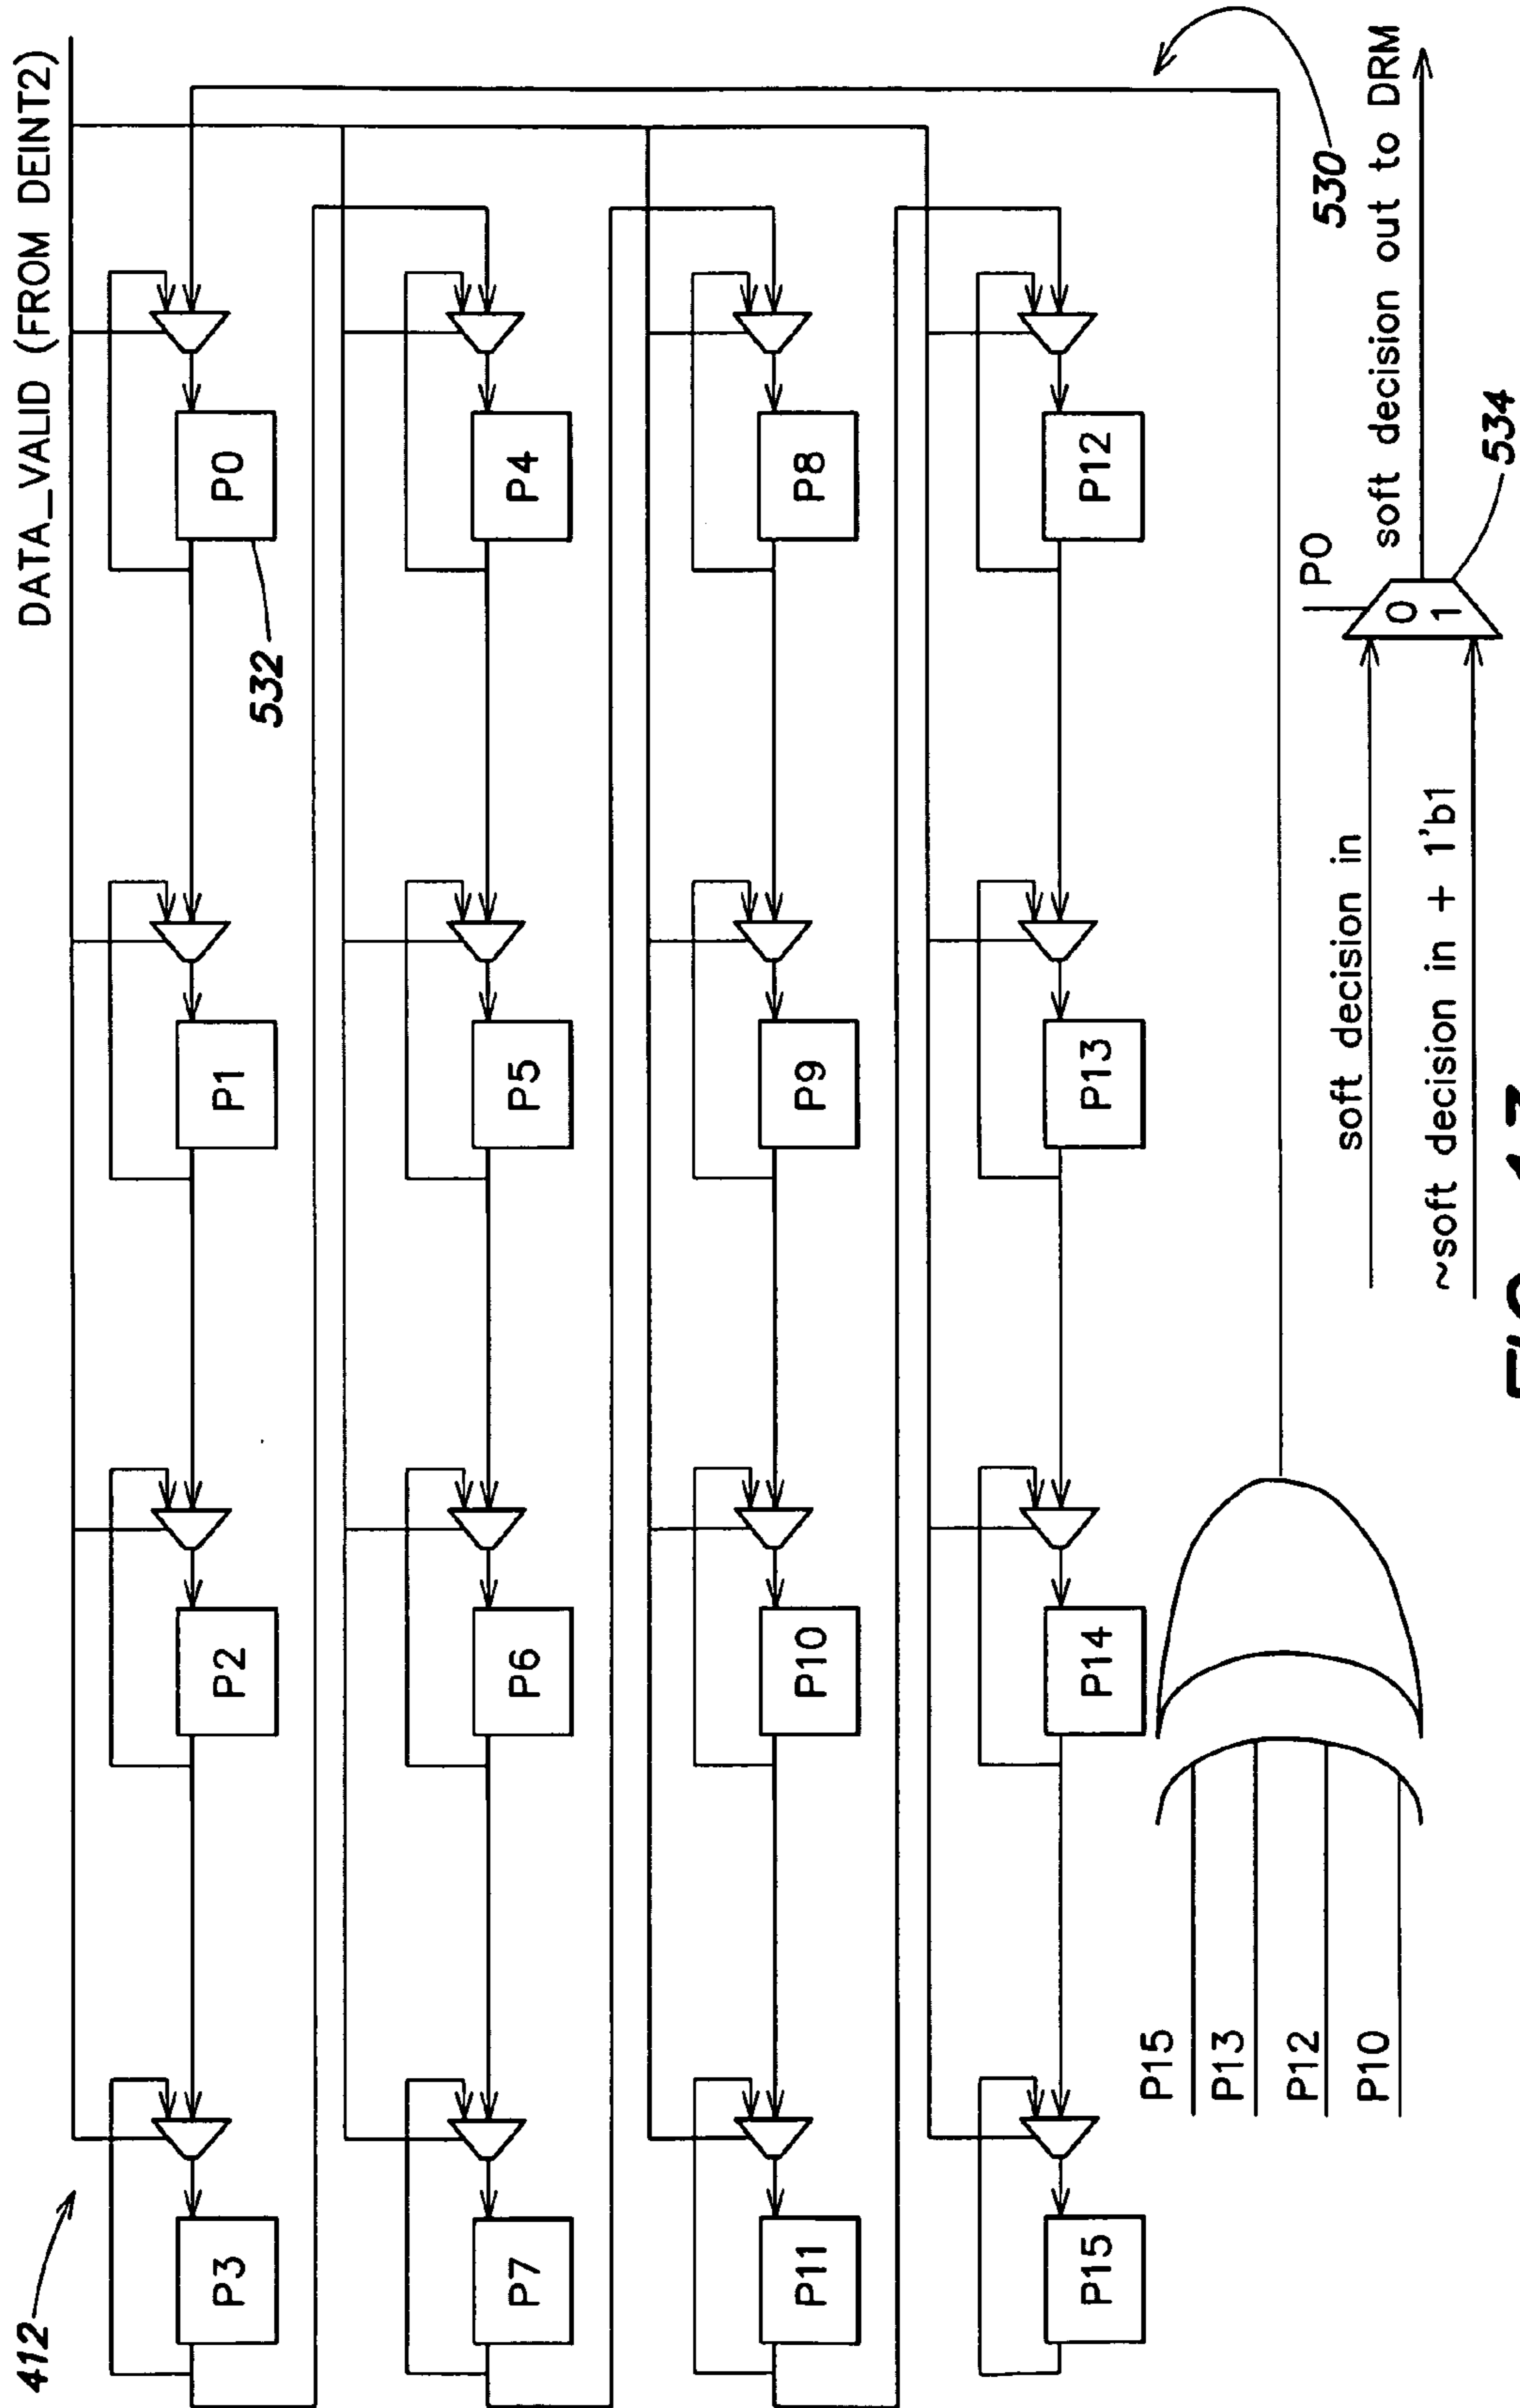 DATA_VALID (FROM DEINT2)
412
P3
P2
P1
P0
532
P7
P6
P5
P4
P11
P10
P9
P8
P15
P14
P13
P12
530
P15
P13
P12
P10
P0
soft decision in
0
soft decision out to DRM
~soft decision in + 1'b1
1
534